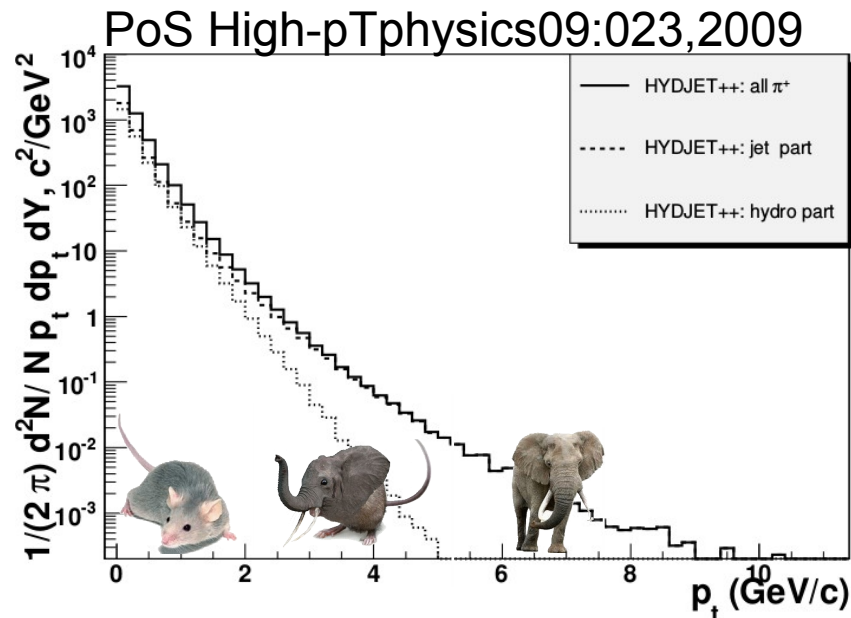 PoS High-pTphysics09:023,2009
1/(2 π) d²N/ N pₜ dpₜ dY, c²/GeV²
10⁴
10³
10²
10
1
10⁻¹
10⁻²
10⁻³
HYDJET++: all π⁺
HYDJET++: jet part
HYDJET++: hydro part
0 2 4 6 8 10
pₜ (GeV/c)